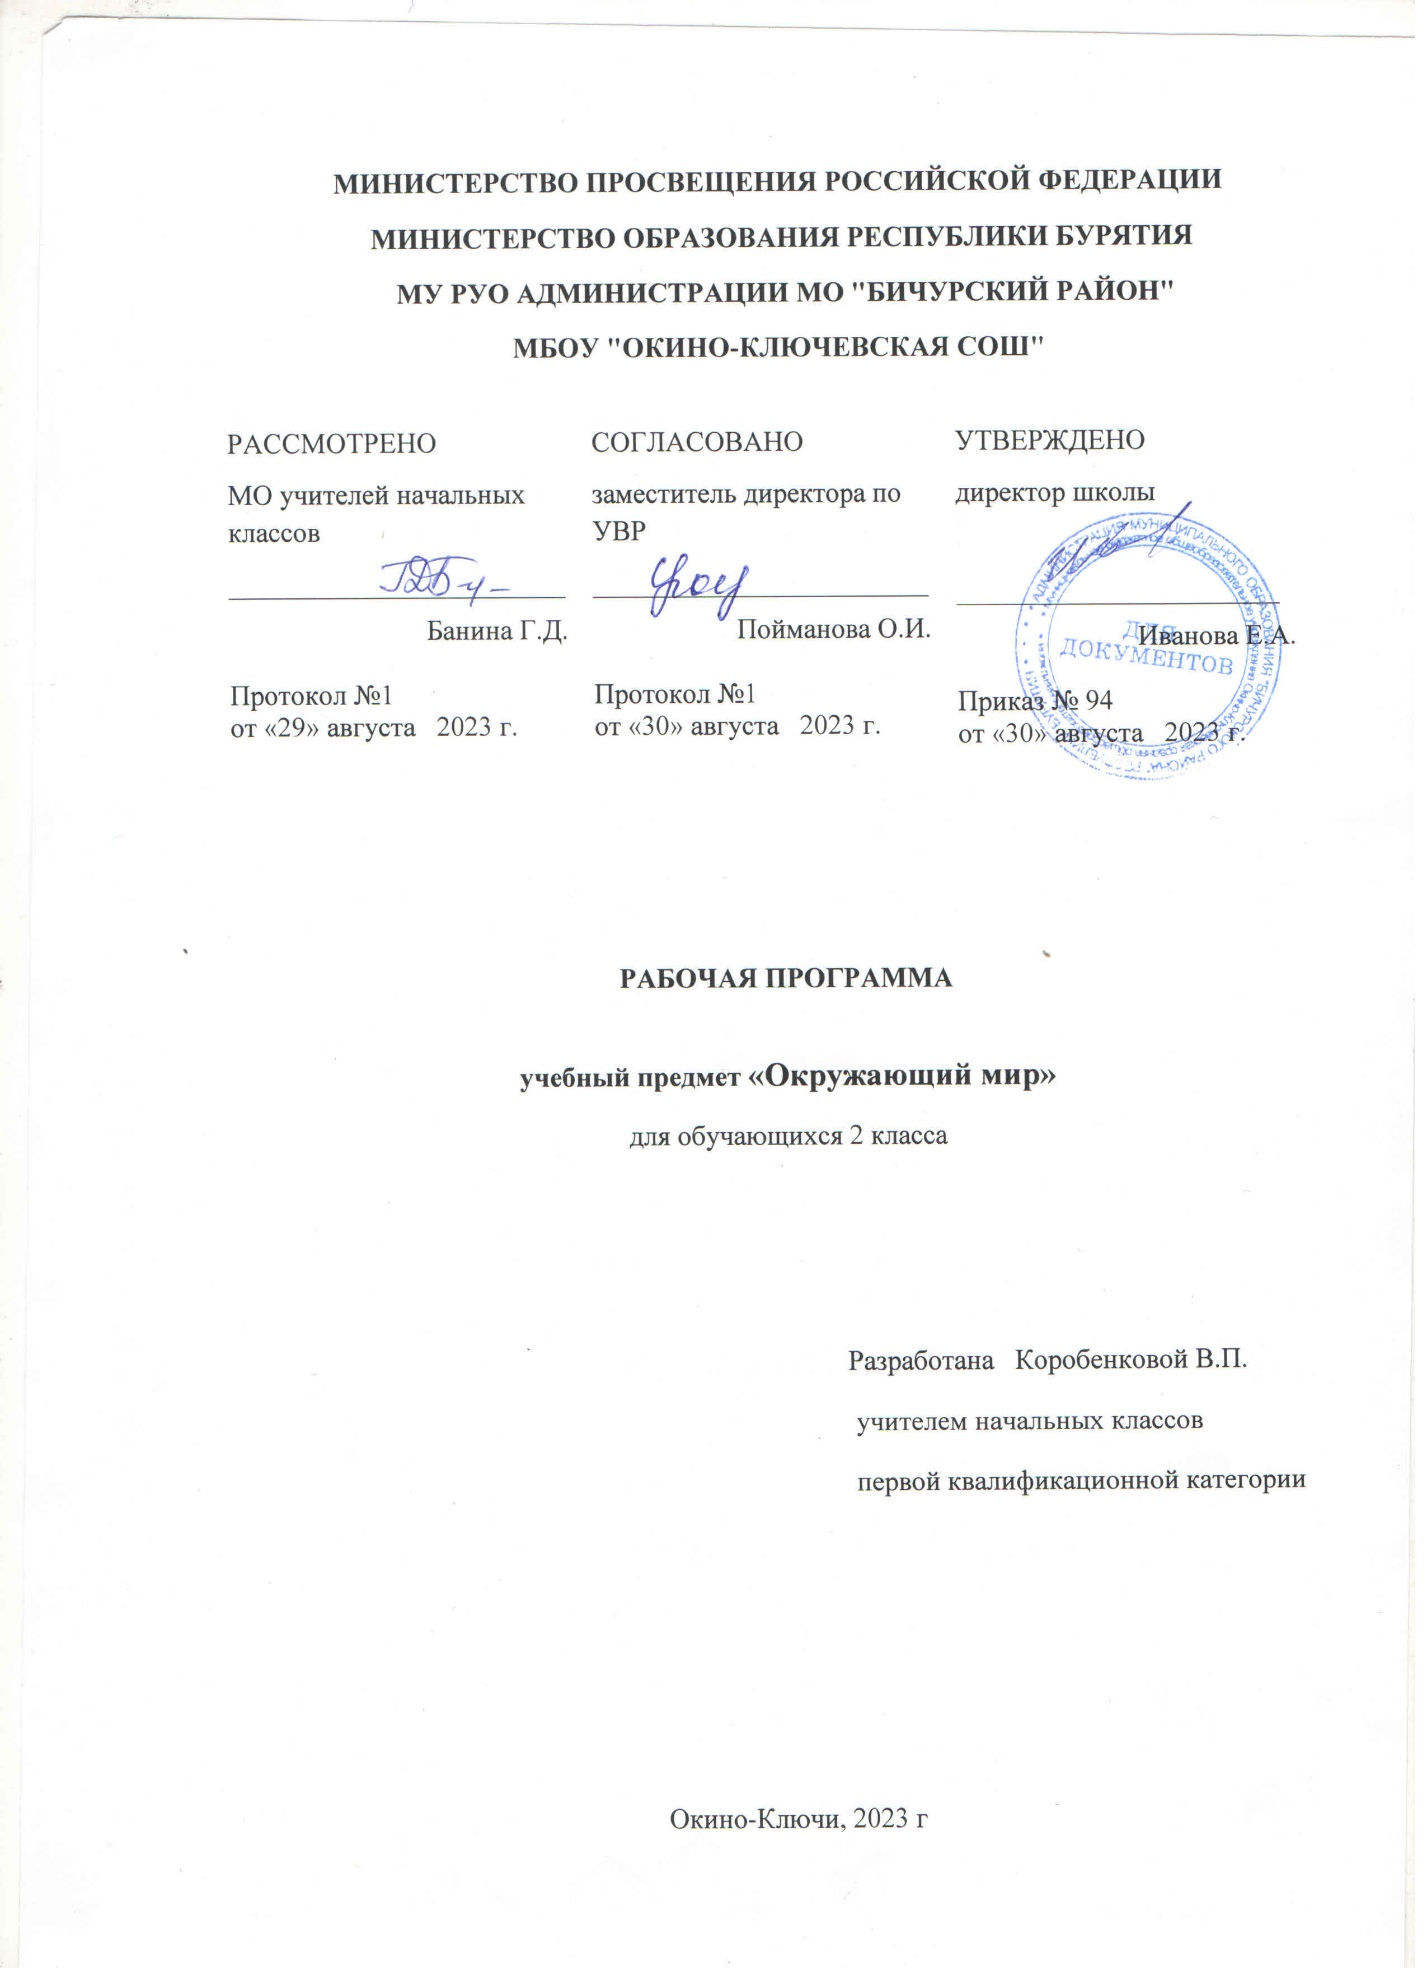 МИНИСТЕРСТВО ПРОСВЕЩЕНИЯ РОССИЙСКОЙ ФЕДЕРАЦИИ
МИНИСТЕРСТВО ОБРАЗОВАНИЯ РЕСПУБЛИКИ БУРЯТИЯ
МУ РУО АДМИНИСТРАЦИИ МО "БИЧУРСКИЙ РАЙОН"
МБОУ "ОКИНО-КЛЮЧЕВСКАЯ СОШ"
РАССМОТРЕНО
МО учителей начальных
классов
Банина Г.Д.
Протокол №1
от «29» августа 2023 г.
СОГЛАСОВАНО
заместитель директора по
УВР
Пойманова О.И.
Протокол №1
от «30» августа 2023 г.
УТВЕРЖДЕНО
директор школы
Иванова Е.А.
Приказ № 94
от «30» августа 2023 г.
АДМИНИСТРАЦИЯ МУНИЦИПАЛЬНОГО ОБРАЗОВАНИЯ
ДЛЯ
ДОКУМЕНТОВ
РАБОЧАЯ ПРОГРАММА
учебный предмет «Окружающий мир»
для обучающихся 2 класса
Разработана Коробенковой В.П.
учителем начальных классов
первой квалификационной категории
Окино-Ключи, 2023 г